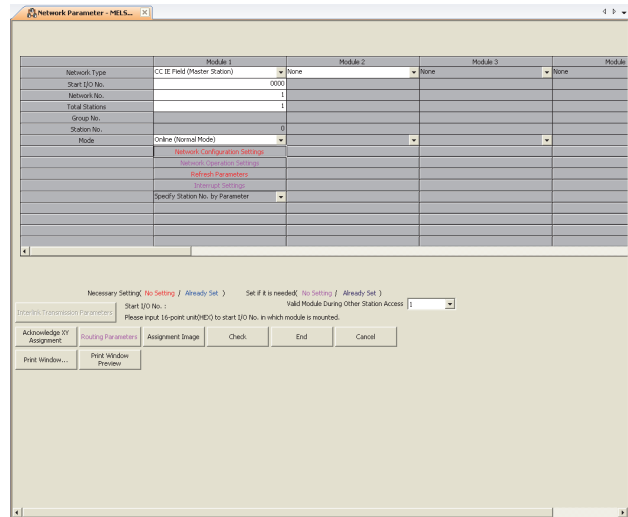 Network Parameter - MELS...
Module 1 Module 2 Module 3 Module
Network Type CC IE Field (Master Station) None None None
Start I/O No. 0000
Network No. 1
Total Stations 1
Group No.
Station No. 0
Mode Online (Normal Mode)
Network Configuration Settings
Network Operation Settings
Refresh Parameters
Interrupt Settings
Specify Station No. by Parameter
Necessary Setting( No Setting / Already Set ) Set if it is needed( No Setting / Already Set )
Interlink Transmission Parameters Start I/O No. : Valid Module During Other Station Access 1
Please input 16-point unit(HEX) to start I/O No. in which module is mounted.
Acknowledge XY Assignment Routing Parameters Assignment Image Check End Cancel
Print Window... Print Window Preview